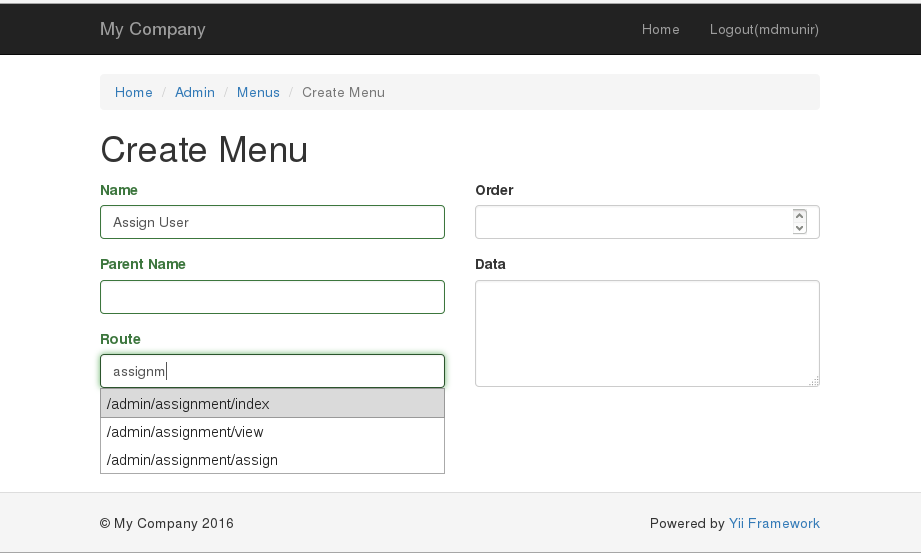 My Company Home Logout(mdmunir)
Home / Admin / Menus / Create Menu
Create Menu
Name
Assign User
Parent Name
Route
assignm
/admin/assignment/index
/admin/assignment/view
/admin/assignment/assign
Order
Data
© My Company 2016 Powered by Yii Framework